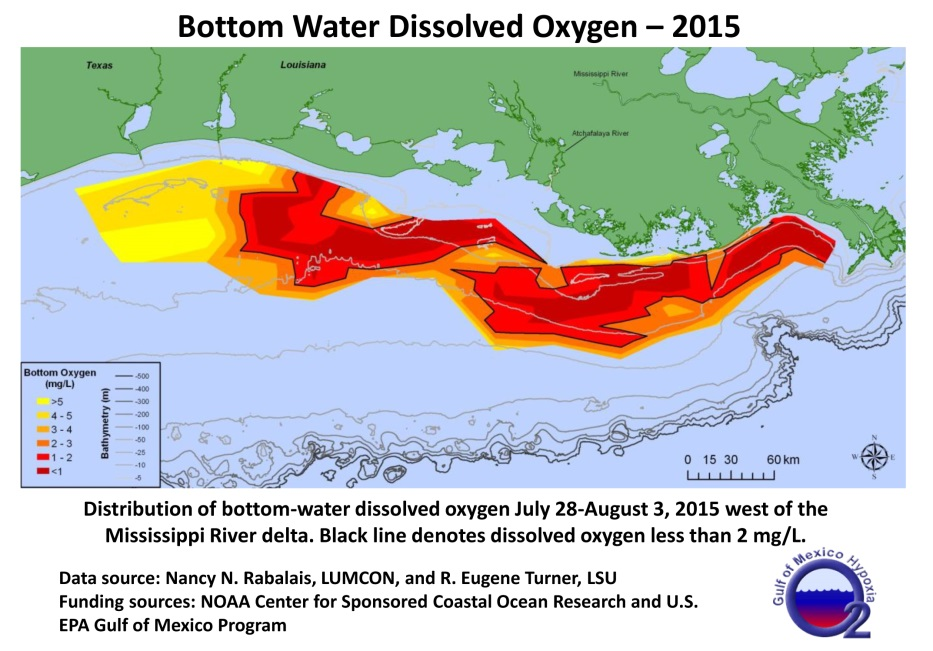 Bottom Water Dissolved Oxygen – 2015
Texas
Louisiana
Mississippi River
Atchafalaya River
Bottom Oxygen
(mg/L)
>5
4 - 5
3 - 4
2 - 3
1 - 2
<1
Bathymetry (m)
-500
-400
-300
-200
-100
-50
-25
-10
-5
0 15 30 60 km
N
W E
S
Distribution of bottom-water dissolved oxygen July 28-August 3, 2015 west of the
Mississippi River delta. Black line denotes dissolved oxygen less than 2 mg/L.
Data source: Nancy N. Rabalais, LUMCON, and R. Eugene Turner, LSU
Funding sources: NOAA Center for Sponsored Coastal Ocean Research and U.S.
EPA Gulf of Mexico Program
Gulf of Mexico Hypoxia
O2